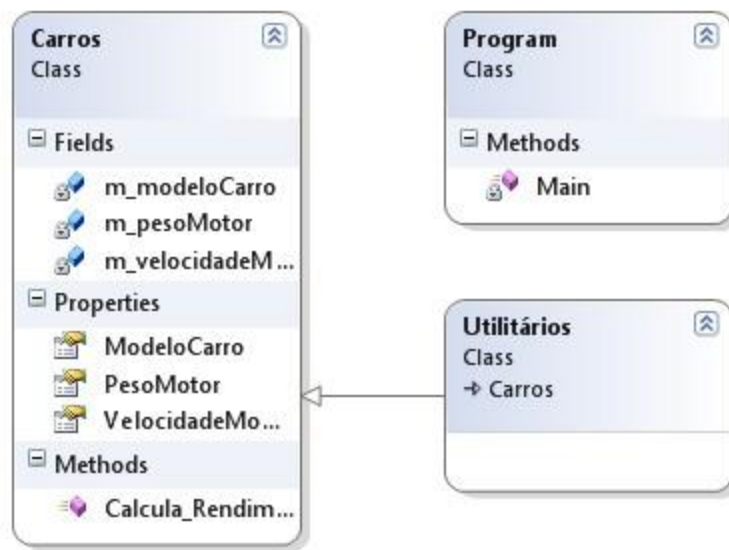 Carros
Class
Fields
m_modeloCarro
m_pesoMotor
m_velocidadeM...
Properties
ModeloCarro
PesoMotor
VelocidadeMo...
Methods
Calcula_Rendim...
Program
Class
Methods
Main
Utilitários
Class
Carros